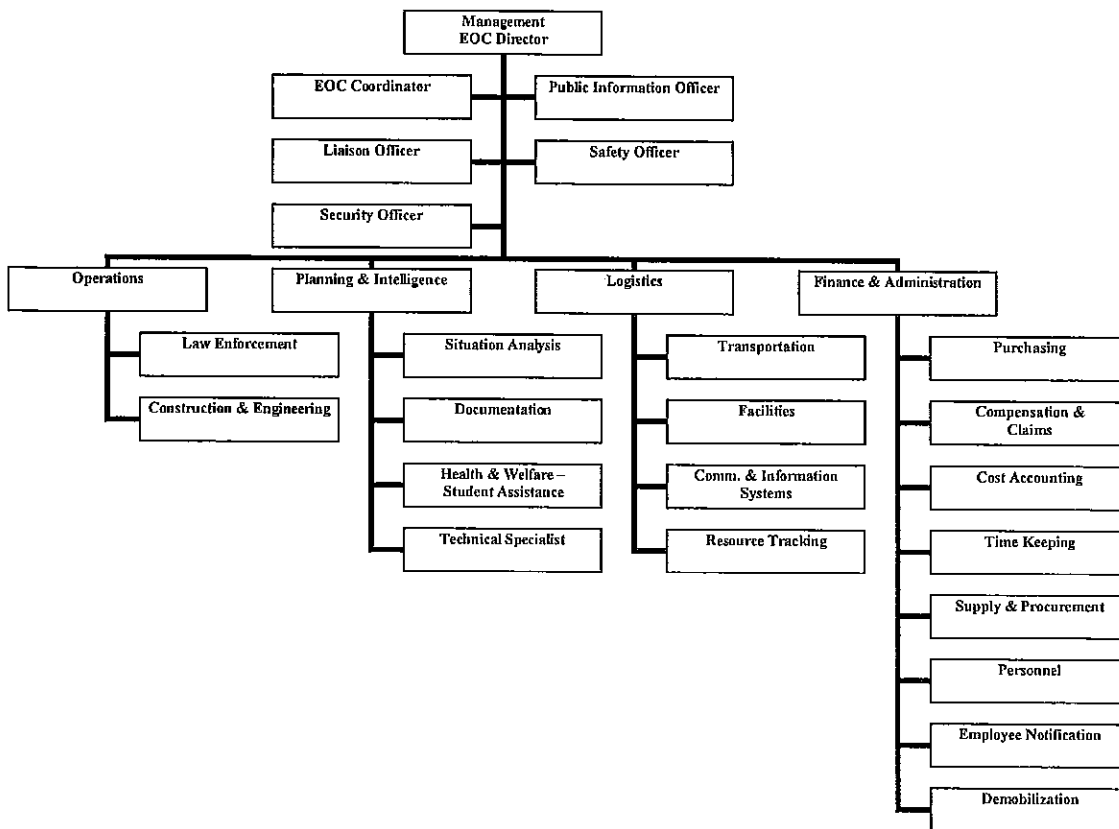 Management
EOC Director
EOC Coordinator
Public Information Officer
Liaison Officer
Safety Officer
Security Officer
Operations
Planning & Intelligence
Logistics
Finance & Administration
Law Enforcement
Situation Analysis
Transportation
Purchasing
Construction & Engineering
Documentation
Facilities
Compensation &
Claims
Health & Welfare –
Student Assistance
Comm. & Information
Systems
Cost Accounting
Technical Specialist
Resource Tracking
Time Keeping
Supply & Procurement
Personnel
Employee Notification
Demobilization